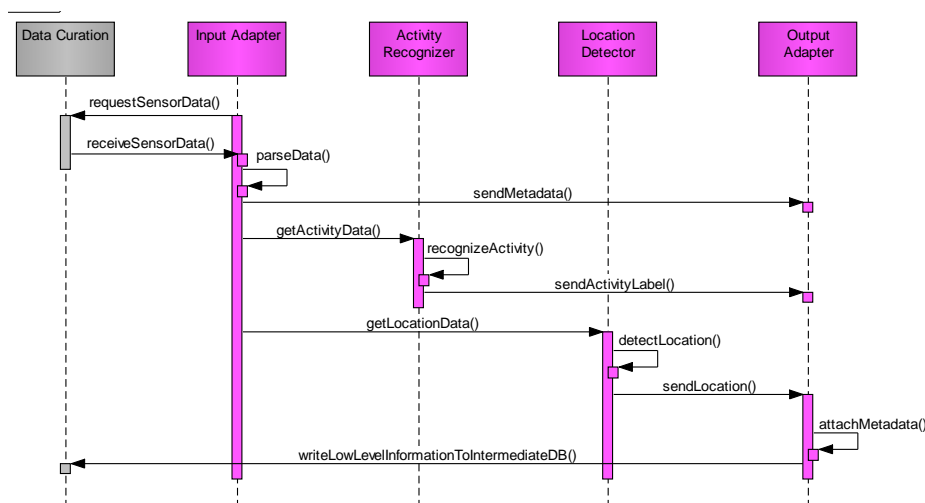 Data Curation
Input Adapter
Activity
Recognizer
Location
Detector
Output
Adapter
requestSensorData()
receiveSensorData()
parseData()
sendMetadata()
getActivityData()
recognizeActivity()
sendActivityLabel()
getLocationData()
detectLocation()
sendLocation()
attachMetadata()
writeLowLevelInformationToIntermediateDB()